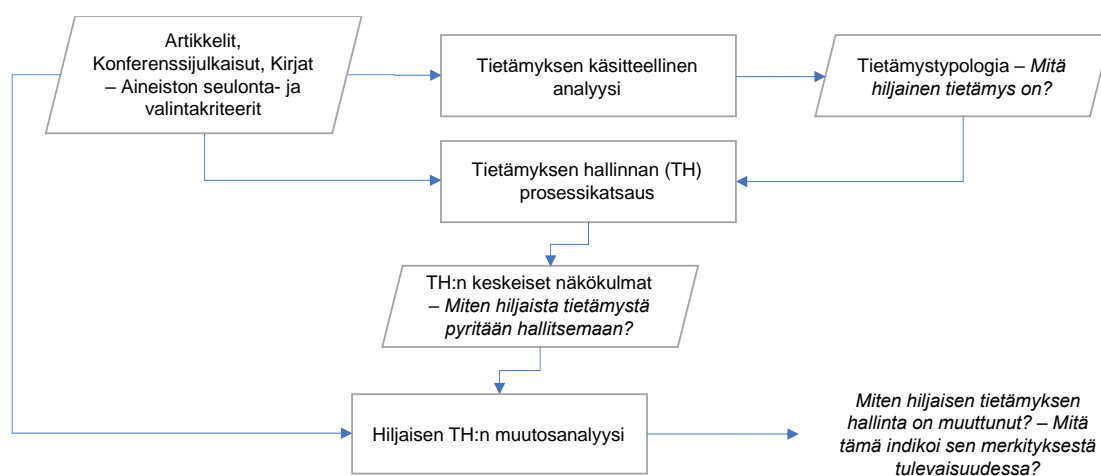 Artikkelit,
Konferenssijulkaisut, Kirjat
– Aineiston seulonta- ja
valintakriteerit
Tietämyksen käsitteellinen
analyysi
Tietämystypologia – Mitä
hiljainen tietämys on?
Tietämyksen hallinnan (TH)
prosessikatsaus
TH:n keskeiset näkökulmat
– Miten hiljaista tietämystä
pyritään hallitsemaan?
Hiljaisen TH:n muutosanalyysi
Miten hiljaisen tietämyksen
hallinta on muuttunut? – Mitä
tämä indikoi sen merkityksestä
tulevaisuudessa?